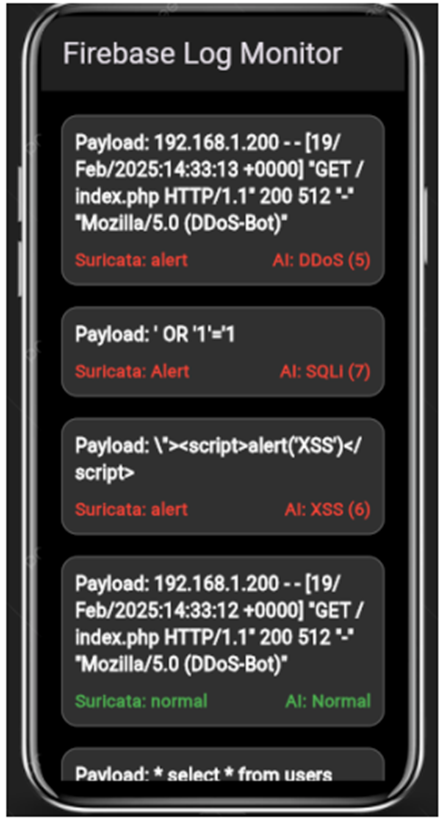 Firebase Log Monitor
Payload: 192.168.1.200 - - [19/
Feb/2025:14:33:13 +0000] "GET /
index.php HTTP/1.1" 200 512 "-"
"Mozilla/5.0 (DDoS-Bot)"
Suricata: alert AI: DDoS (5)
Payload: ' OR '1'='1
Suricata: Alert AI: SQLI (7)
Payload: \"><script>alert('XSS')</
script>
Suricata: alert AI: XSS (6)
Payload: 192.168.1.200 - - [19/
Feb/2025:14:33:12 +0000] "GET /
index.php HTTP/1.1" 200 512 "-"
"Mozilla/5.0 (DDoS-Bot)"
Suricata: normal AI: Normal
Payload: * select * from users